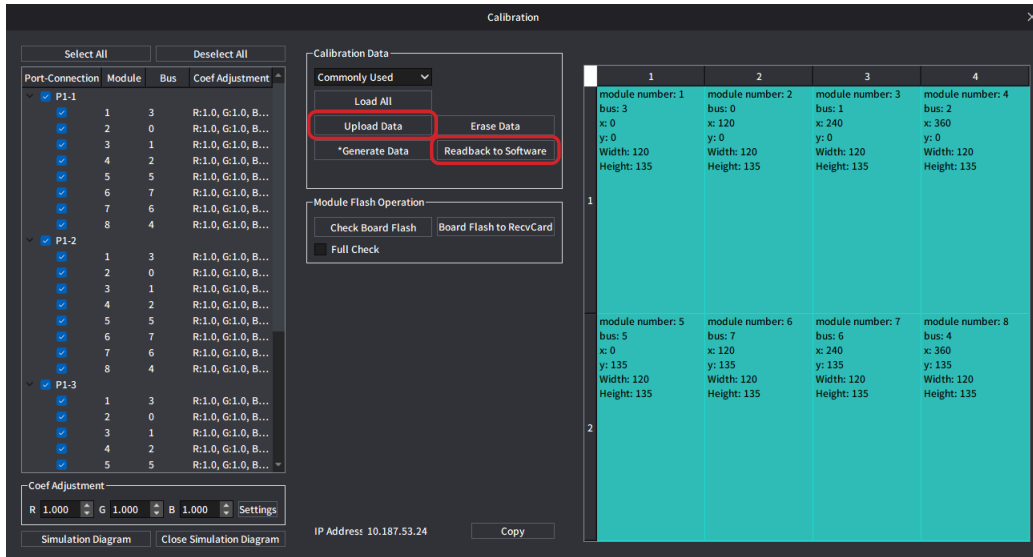 Calibration
Select All
Deselect All
Port-Connection Module Bus Coef Adjustment
P1-1
1 3 R:1.0, G:1.0, B...
2 0 R:1.0, G:1.0, B...
3 1 R:1.0, G:1.0, B...
4 2 R:1.0, G:1.0, B...
5 5 R:1.0, G:1.0, B...
6 7 R:1.0, G:1.0, B...
7 6 R:1.0, G:1.0, B...
8 4 R:1.0, G:1.0, B...
P1-2
1 3 R:1.0, G:1.0, B...
2 0 R:1.0, G:1.0, B...
3 1 R:1.0, G:1.0, B...
4 2 R:1.0, G:1.0, B...
5 5 R:1.0, G:1.0, B...
6 7 R:1.0, G:1.0, B...
7 6 R:1.0, G:1.0, B...
8 4 R:1.0, G:1.0, B...
P1-3
1 3 R:1.0, G:1.0, B...
2 0 R:1.0, G:1.0, B...
3 1 R:1.0, G:1.0, B...
4 2 R:1.0, G:1.0, B...
5 5 R:1.0, G:1.0, B...
Coef Adjustment
R 1.000 G 1.000 B 1.000 Settings
Simulation Diagram
Close Simulation Diagram
Calibration Data
Commonly Used
Load All
Upload Data
Erase Data
*Generate Data
Readback to Software
Module Flash Operation
Check Board Flash
Board Flash to RecvCard
Full Check
IP Address 10.187.53.24
Copy
1 2 3 4
1
module number: 1
bus: 3
x: 0
y: 0
Width: 120
Height: 135
module number: 2
bus: 0
x: 120
y: 0
Width: 120
Height: 135
module number: 3
bus: 1
x: 240
y: 0
Width: 120
Height: 135
module number: 4
bus: 2
x: 360
y: 0
Width: 120
Height: 135
2
module number: 5
bus: 5
x: 0
y: 135
Width: 120
Height: 135
module number: 6
bus: 7
x: 120
y: 135
Width: 120
Height: 135
module number: 7
bus: 6
x: 240
y: 135
Width: 120
Height: 135
module number: 8
bus: 4
x: 360
y: 135
Width: 120
Height: 135